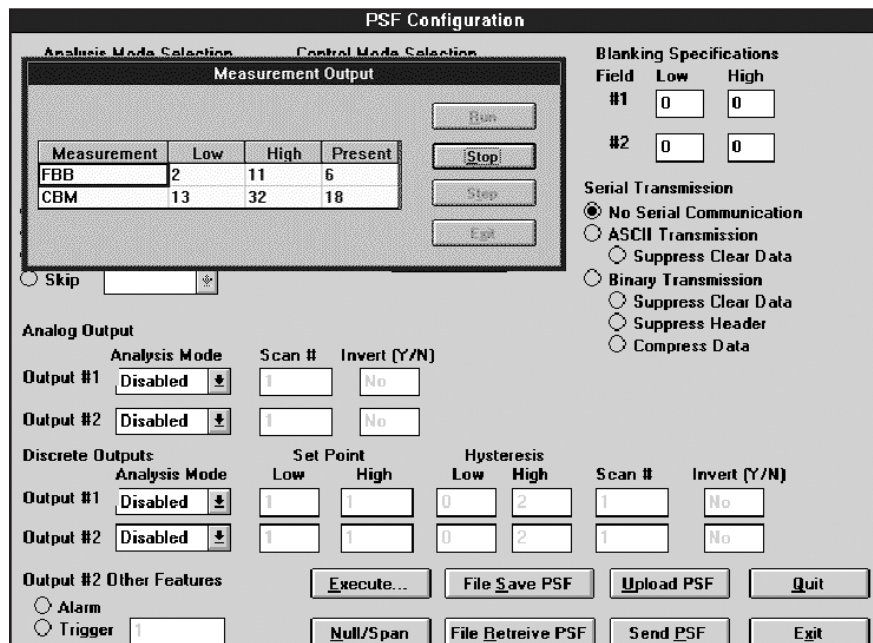 PSF Configuration
Analysis Mode Selection Control Mode Selection
Blanking Specifications
Field Low High
#1 0 0
#2 0 0
Measurement Output
Run
Measurement Low High Present
FBB 2 11 6
CBM 13 32 18
Stop
Step
Exit
Serial Transmission
No Serial Communication
ASCII Transmission
Suppress Clear Data
Binary Transmission
Suppress Clear Data
Suppress Header
Compress Data
Skip
Analog Output
Analysis Mode Scan # Invert (Y/N)
Output #1 Disabled 1 No
Output #2 Disabled 1 No
Discrete Outputs Set Point Hysteresis
Analysis Mode Low High Low High Scan # Invert (Y/N)
Output #1 Disabled 1 1 0 2 1 No
Output #2 Disabled 1 1 0 2 1 No
Output #2 Other Features
Alarm
Trigger 1
Execute... File Save PSF Upload PSF Quit
Null/Span File Retreive PSF Send PSF Exit